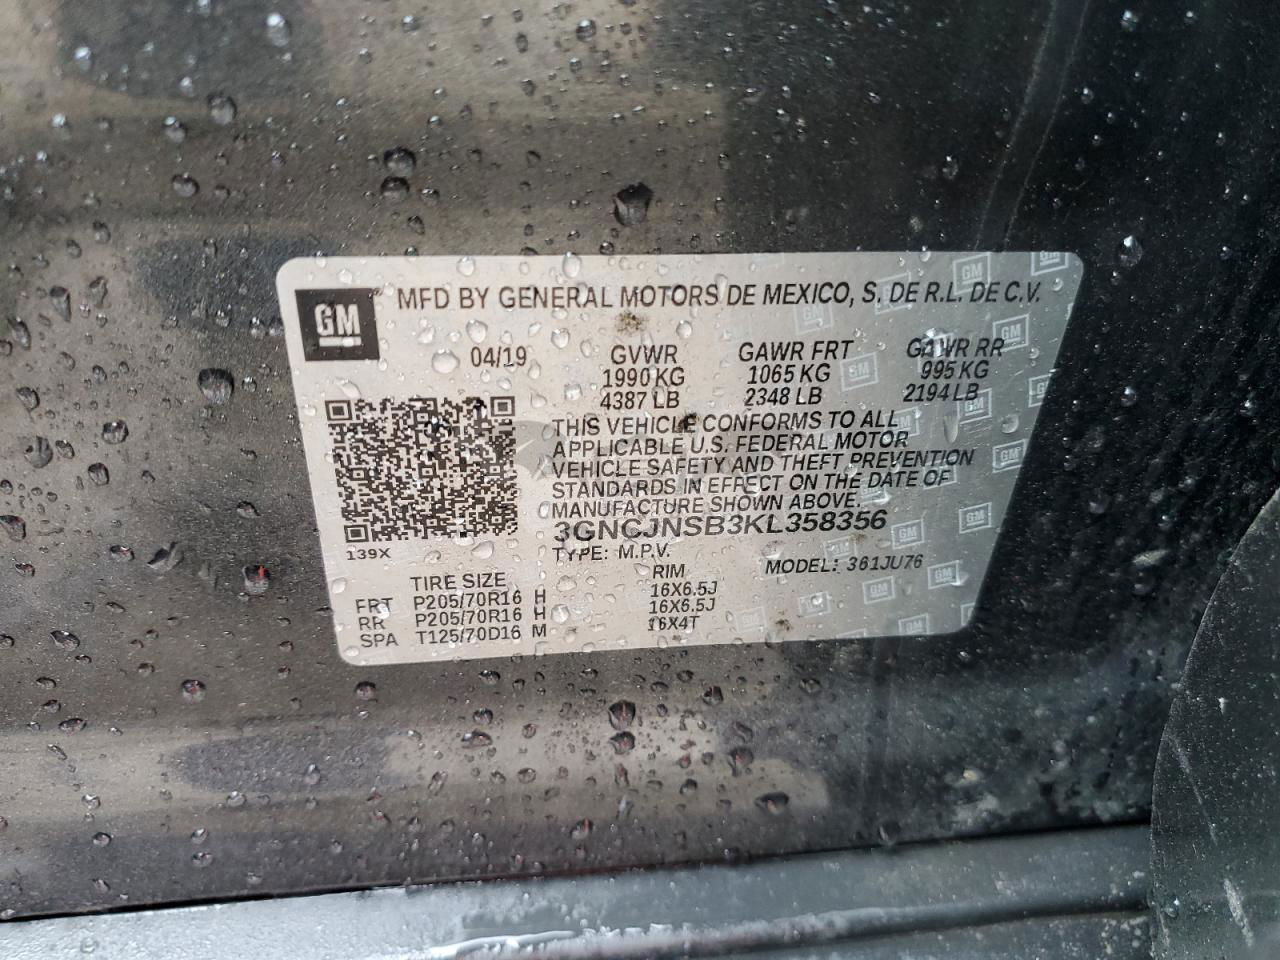 GM
MFD BY GENERAL MOTORS DE MEXICO, S. DE R.L. DE C.V.
04/19 GVWR GAWR FRT GAWR RR
1990 KG 1065 KG 995 KG
4387 LB 2348 LB 2194 LB
THIS VEHICLE CONFORMS TO ALL
APPLICABLE U.S. FEDERAL MOTOR
VEHICLE SAFETY AND THEFT PREVENTION
STANDARDS IN EFFECT ON THE DATE OF
MANUFACTURE SHOWN ABOVE.
3GNCJNSB3KL358356
139X TYPE: M.P.V. MODEL: 361JU76
TIRE SIZE RIM
FRT P205/70R16 H 16X6.5J
RR P205/70R16 H 16X6.5J
SPA T125/70D16 M 16X4T